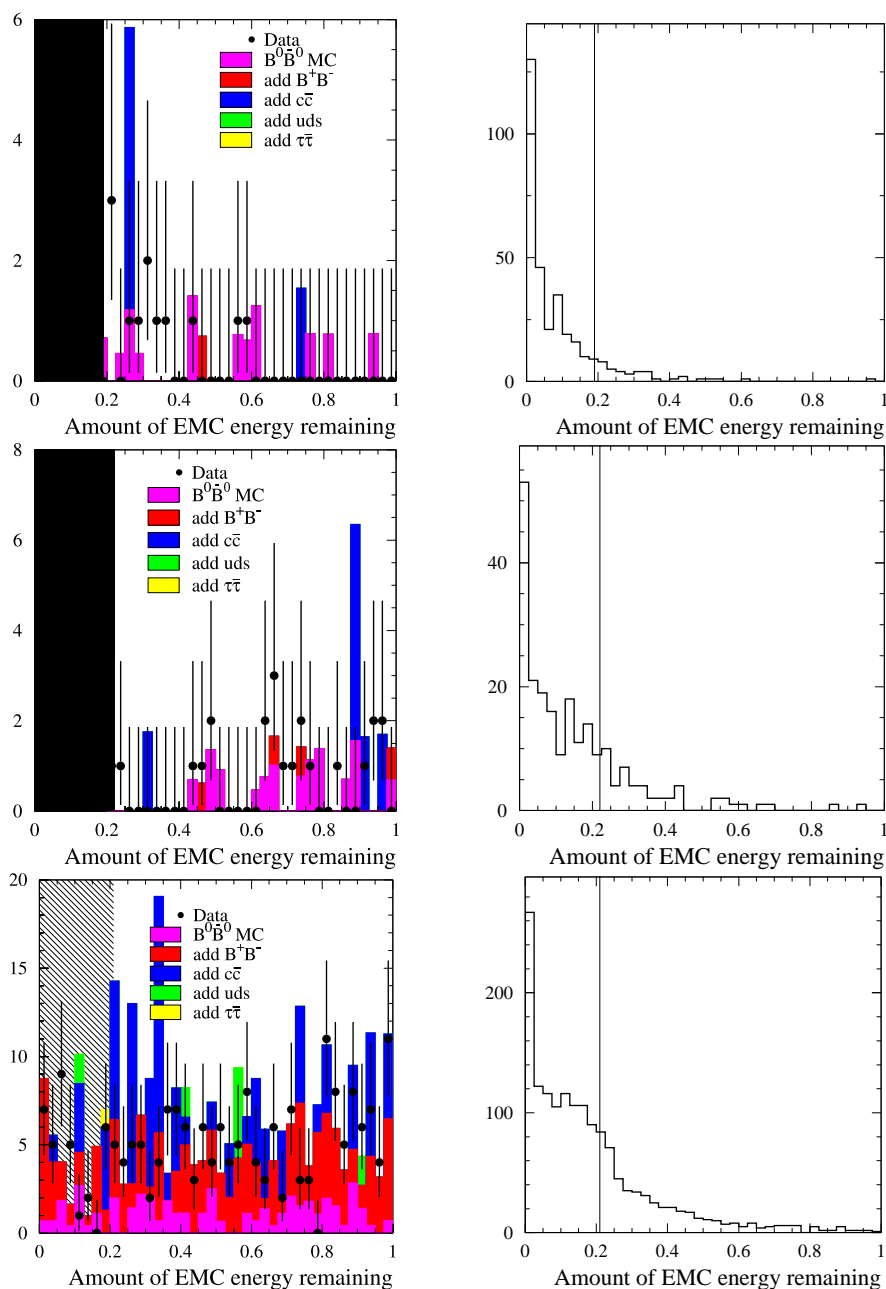 6
4
2
0
Data
B⁰B̄⁰ MC
add B⁺B⁻
add cc̄
add uds
add ττ̄
0 0.2 0.4 0.6 0.8 1
Amount of EMC energy remaining
100
50
0
0 0.2 0.4 0.6 0.8 1
Amount of EMC energy remaining
8
6
4
2
0
Data
B⁰B̄⁰ MC
add B⁺B⁻
add cc̄
add uds
add ττ̄
0 0.2 0.4 0.6 0.8 1
Amount of EMC energy remaining
40
20
0
0 0.2 0.4 0.6 0.8 1
Amount of EMC energy remaining
20
15
10
5
0
Data
B⁰B̄⁰ MC
add B⁺B⁻
add cc̄
add uds
add ττ̄
0 0.2 0.4 0.6 0.8 1
Amount of EMC energy remaining
200
100
0
0 0.2 0.4 0.6 0.8 1
Amount of EMC energy remaining